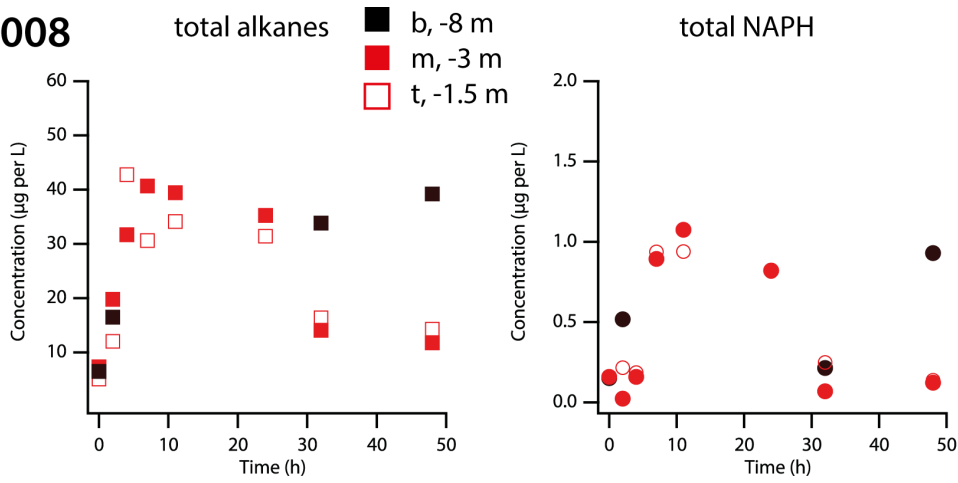 008
total alkanes
b, -8 m
m, -3 m
t, -1.5 m
total NAPH
Concentration (µg per L)
60
50
40
30
20
10
0
10
20
30
40
50
Time (h)
Concentration (µg per L)
2.0
1.5
1.0
0.5
0.0
0
10
20
30
40
50
Time (h)